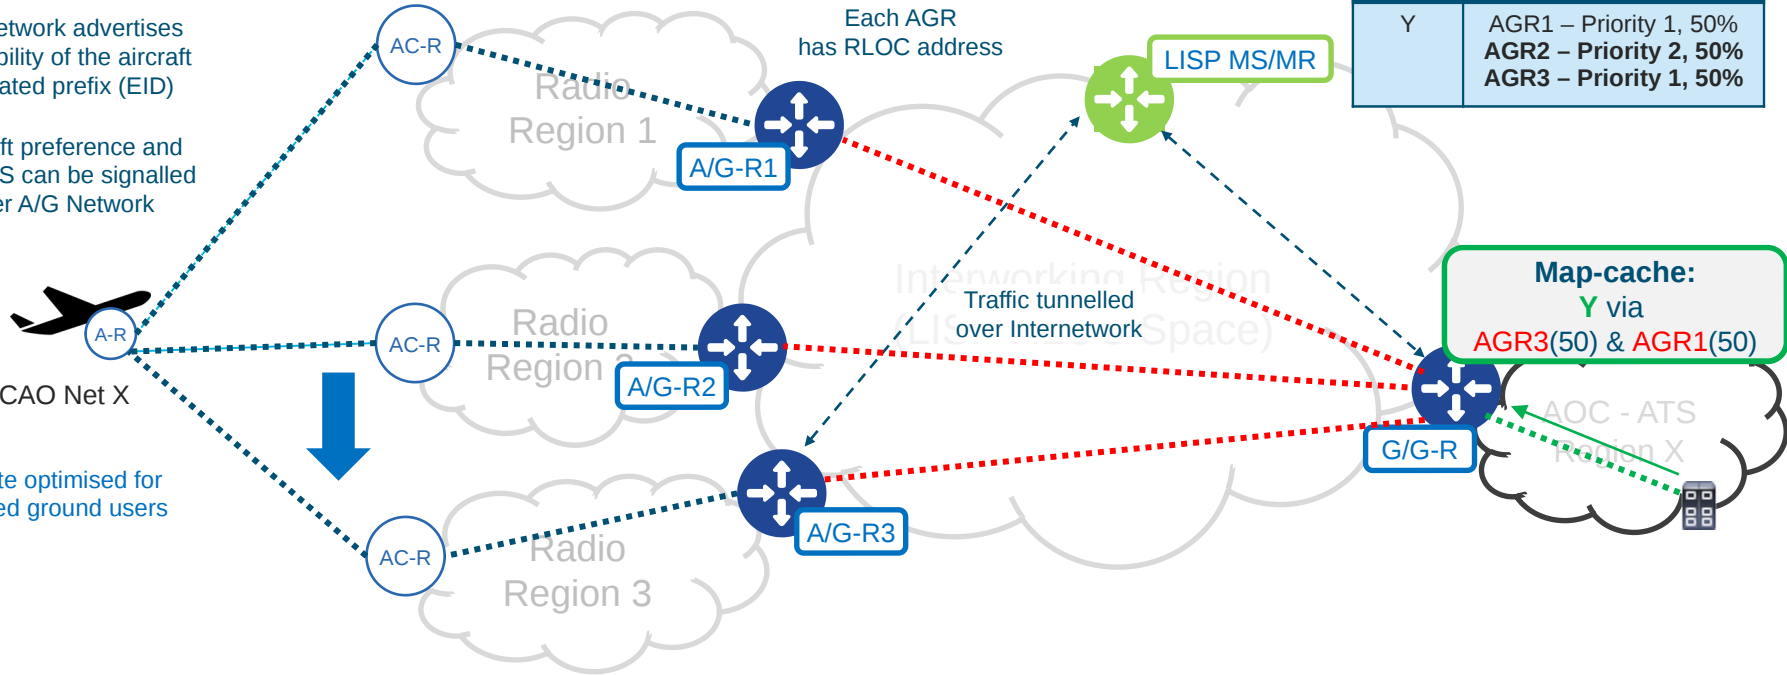 etwork advertises
bility of the aircraft
ated prefix (EID)
ft preference and
S can be signalled
er A/G Network
A-R
CAO Net X
te optimised for
ed ground users
AC-R
Radio
Region 1
A/G-R1
AC-R
Radio
Region
A/G-R2
AC-R
Radio
Region 3
A/G-R3
Each AGR
has RLOC address
LISP MS/MR
Interworking Region
Space)
Traffic tunnelled
over Internetwork
Y
AGR1 – Priority 1, 50%
AGR2 – Priority 2, 50%
AGR3 – Priority 1, 50%
Map-cache:
Y via
AGR3(50) & AGR1(50)
G/G-R
AOC - ATS
Region X